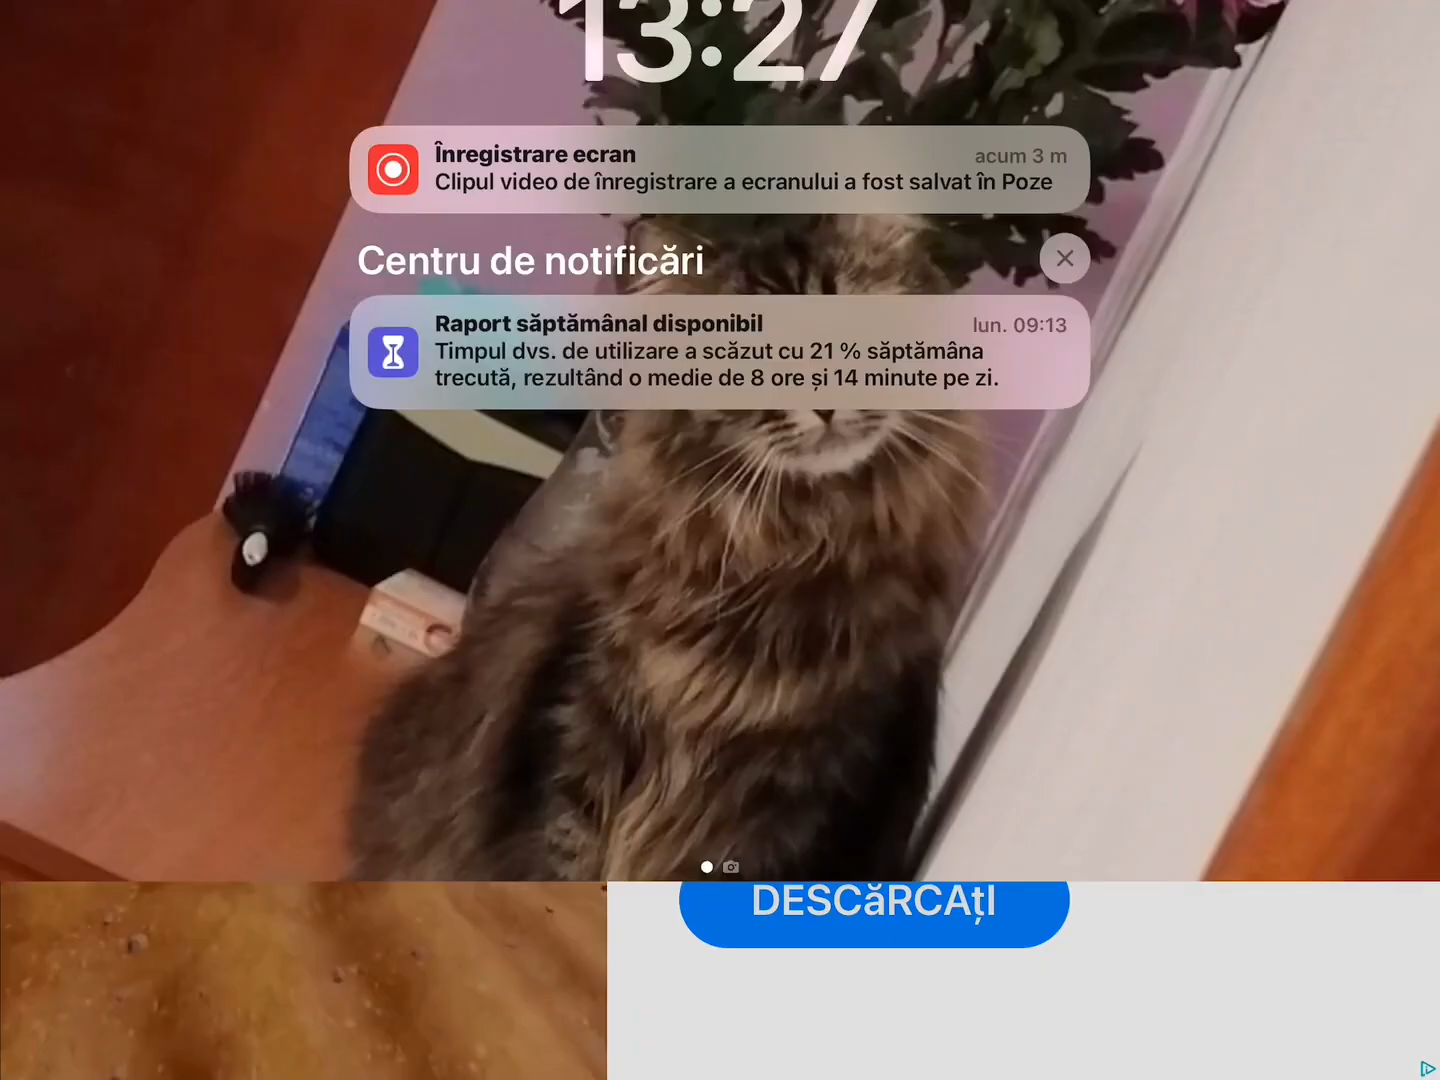 13:27
Înregistrare ecran
acum 3 m
Clipul video de înregistrare a ecranului a fost salvat în Poze
Centru de notificări
Raport săptămânal disponibil
lun. 09:13
Timpul dvs. de utilizare a scăzut cu 21 % săptămâna
trecută, rezultând o medie de 8 ore și 14 minute pe zi.
DESCăRCAțI